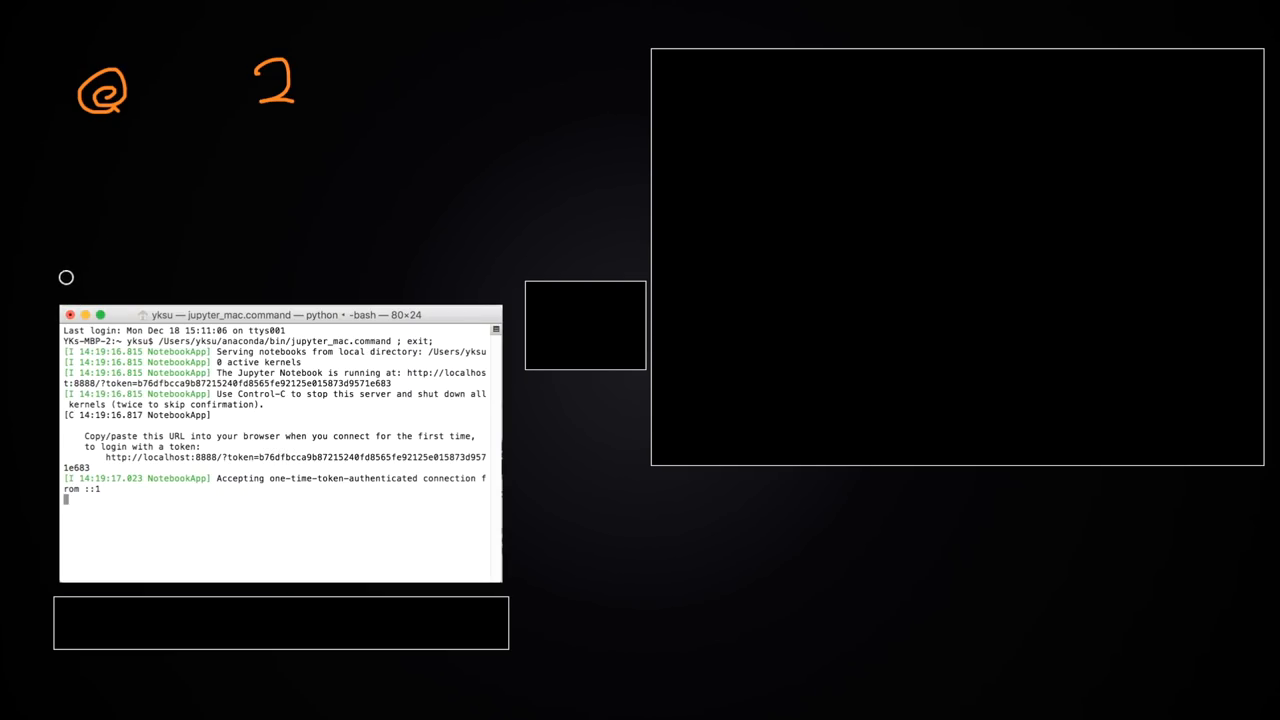 @ 2
yksu — jupyter_mac.command — python • -bash — 80×24
Last login: Mon Dec 18 15:11:06 on ttys001
YKs-MBP-2:~ yksu$ /Users/yksu/anaconda/bin/jupyter_mac.command ; exit;
[I 14:19:16.815 NotebookApp] Serving notebooks from local directory: /Users/yksu
[I 14:19:16.815 NotebookApp] 0 active kernels
[I 14:19:16.815 NotebookApp] The Jupyter Notebook is running at: http://localhos
t:8888/?token=b76dfbcca9b87215240fd8565fe92125e015873d9571e683
[I 14:19:16.815 NotebookApp] Use Control-C to stop this server and shut down all
kernels (twice to skip confirmation).
[C 14:19:16.817 NotebookApp]
Copy/paste this URL into your browser when you connect for the first time,
to login with a token:
http://localhost:8888/?token=b76dfbcca9b87215240fd8565fe92125e015873d957
1e683
[I 14:19:17.023 NotebookApp] Accepting one-time-token-authenticated connection f
rom ::1